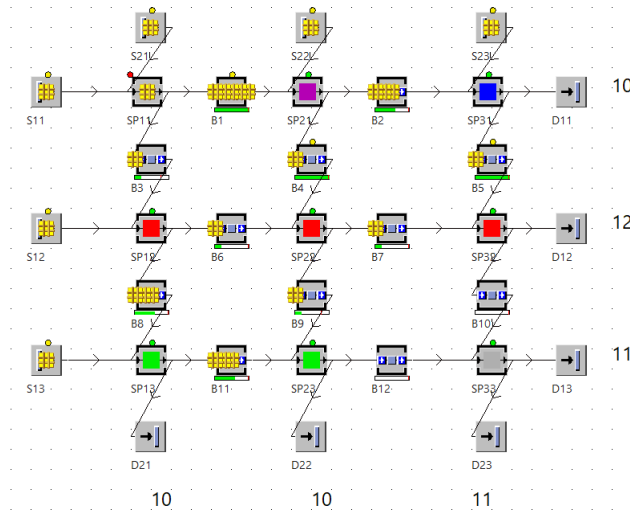 S21 S22 S23
10
S11 SP11 B1 SP21 B2 SP31 D11
B3 B4 B5
12
S12 SP12 B6 SP22 B7 SP32 D12
B8 B9 B10
11
S13 SP13 B11 SP23 B12 SP33 D13
D21 D22 D23
10 10 11